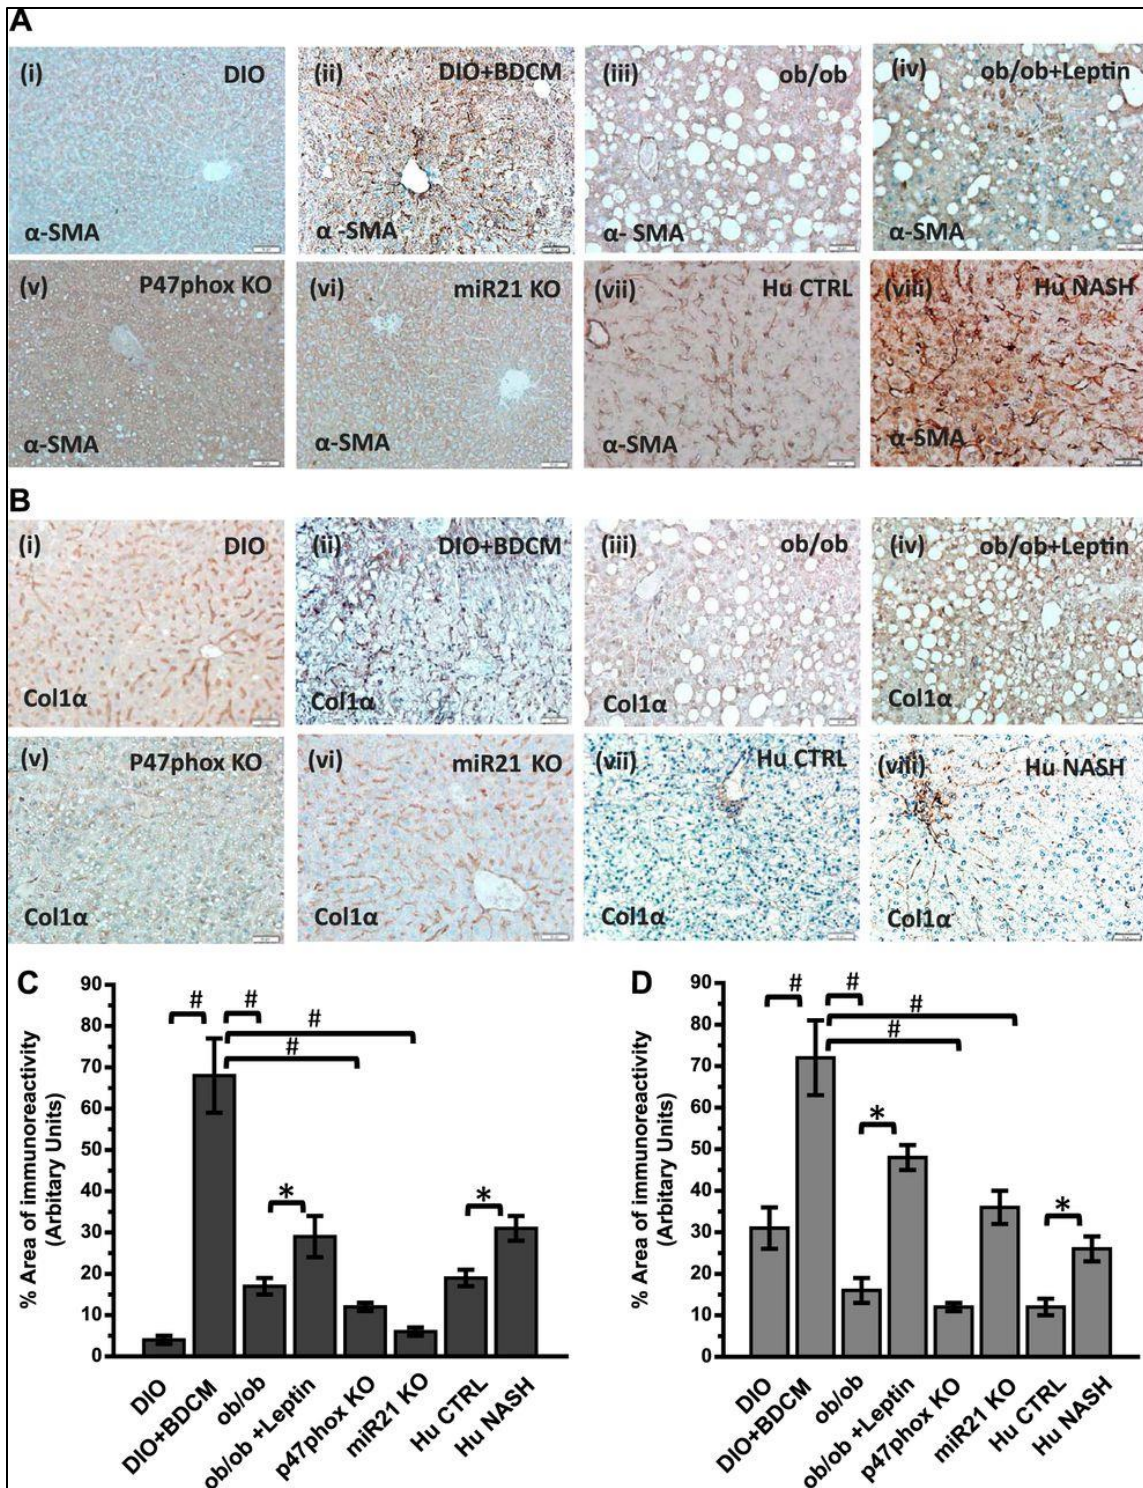 A
(i) DIO
α-SMA
(ii) DIO+BDCM
α -SMA
(iii) ob/ob
α- SMA
(iv) ob/ob+Leptin
α-SMA
(v) P47phox KO
α-SMA
(vi) miR21 KO
α-SMA
(vii) Hu CTRL
α-SMA
(viii) Hu NASH
α-SMA
B
(i) DIO
Col1α
(ii) DIO+BDCM
Col1α
(iii) ob/ob
Col1α
(iv) ob/ob+Leptin
Col1α
(v) P47phox KO
Col1α
(vi) miR21 KO
Col1α
(vii) Hu CTRL
Col1α
(viii) Hu NASH
Col1α
C
% Area of immunoreactivity
(Arbitary Units)
90
80
70
60
50
40
30
20
10
0
# #
#
#
* *
DIO
DIO+BDCM
ob/ob
ob/ob +Leptin
p47phox KO
miR21 KO
Hu CTRL
Hu NASH
D
% Area of immunoreactivity
(Arbitary Units)
90
80
70
60
50
40
30
20
10
0
# #
#
#
*
*
DIO
DIO+BDCM
ob/ob
ob/ob +Leptin
p47phox KO
miR21 KO
Hu CTRL
Hu NASH